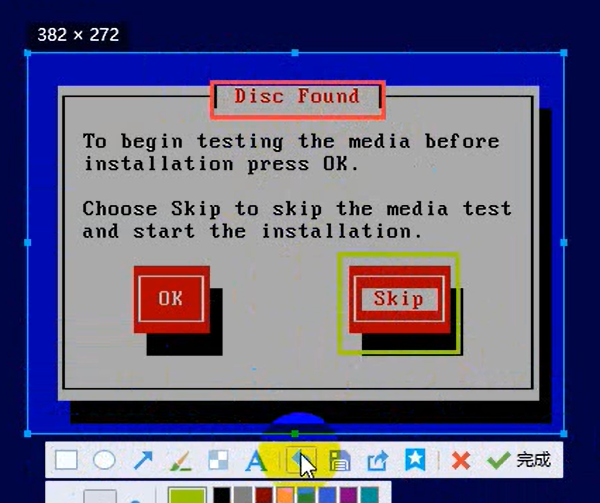 382 × 272
Disc Found
To begin testing the media before
installation press OK.
Choose Skip to skip the media test
and start the installation.
OK
Skip
A
完成